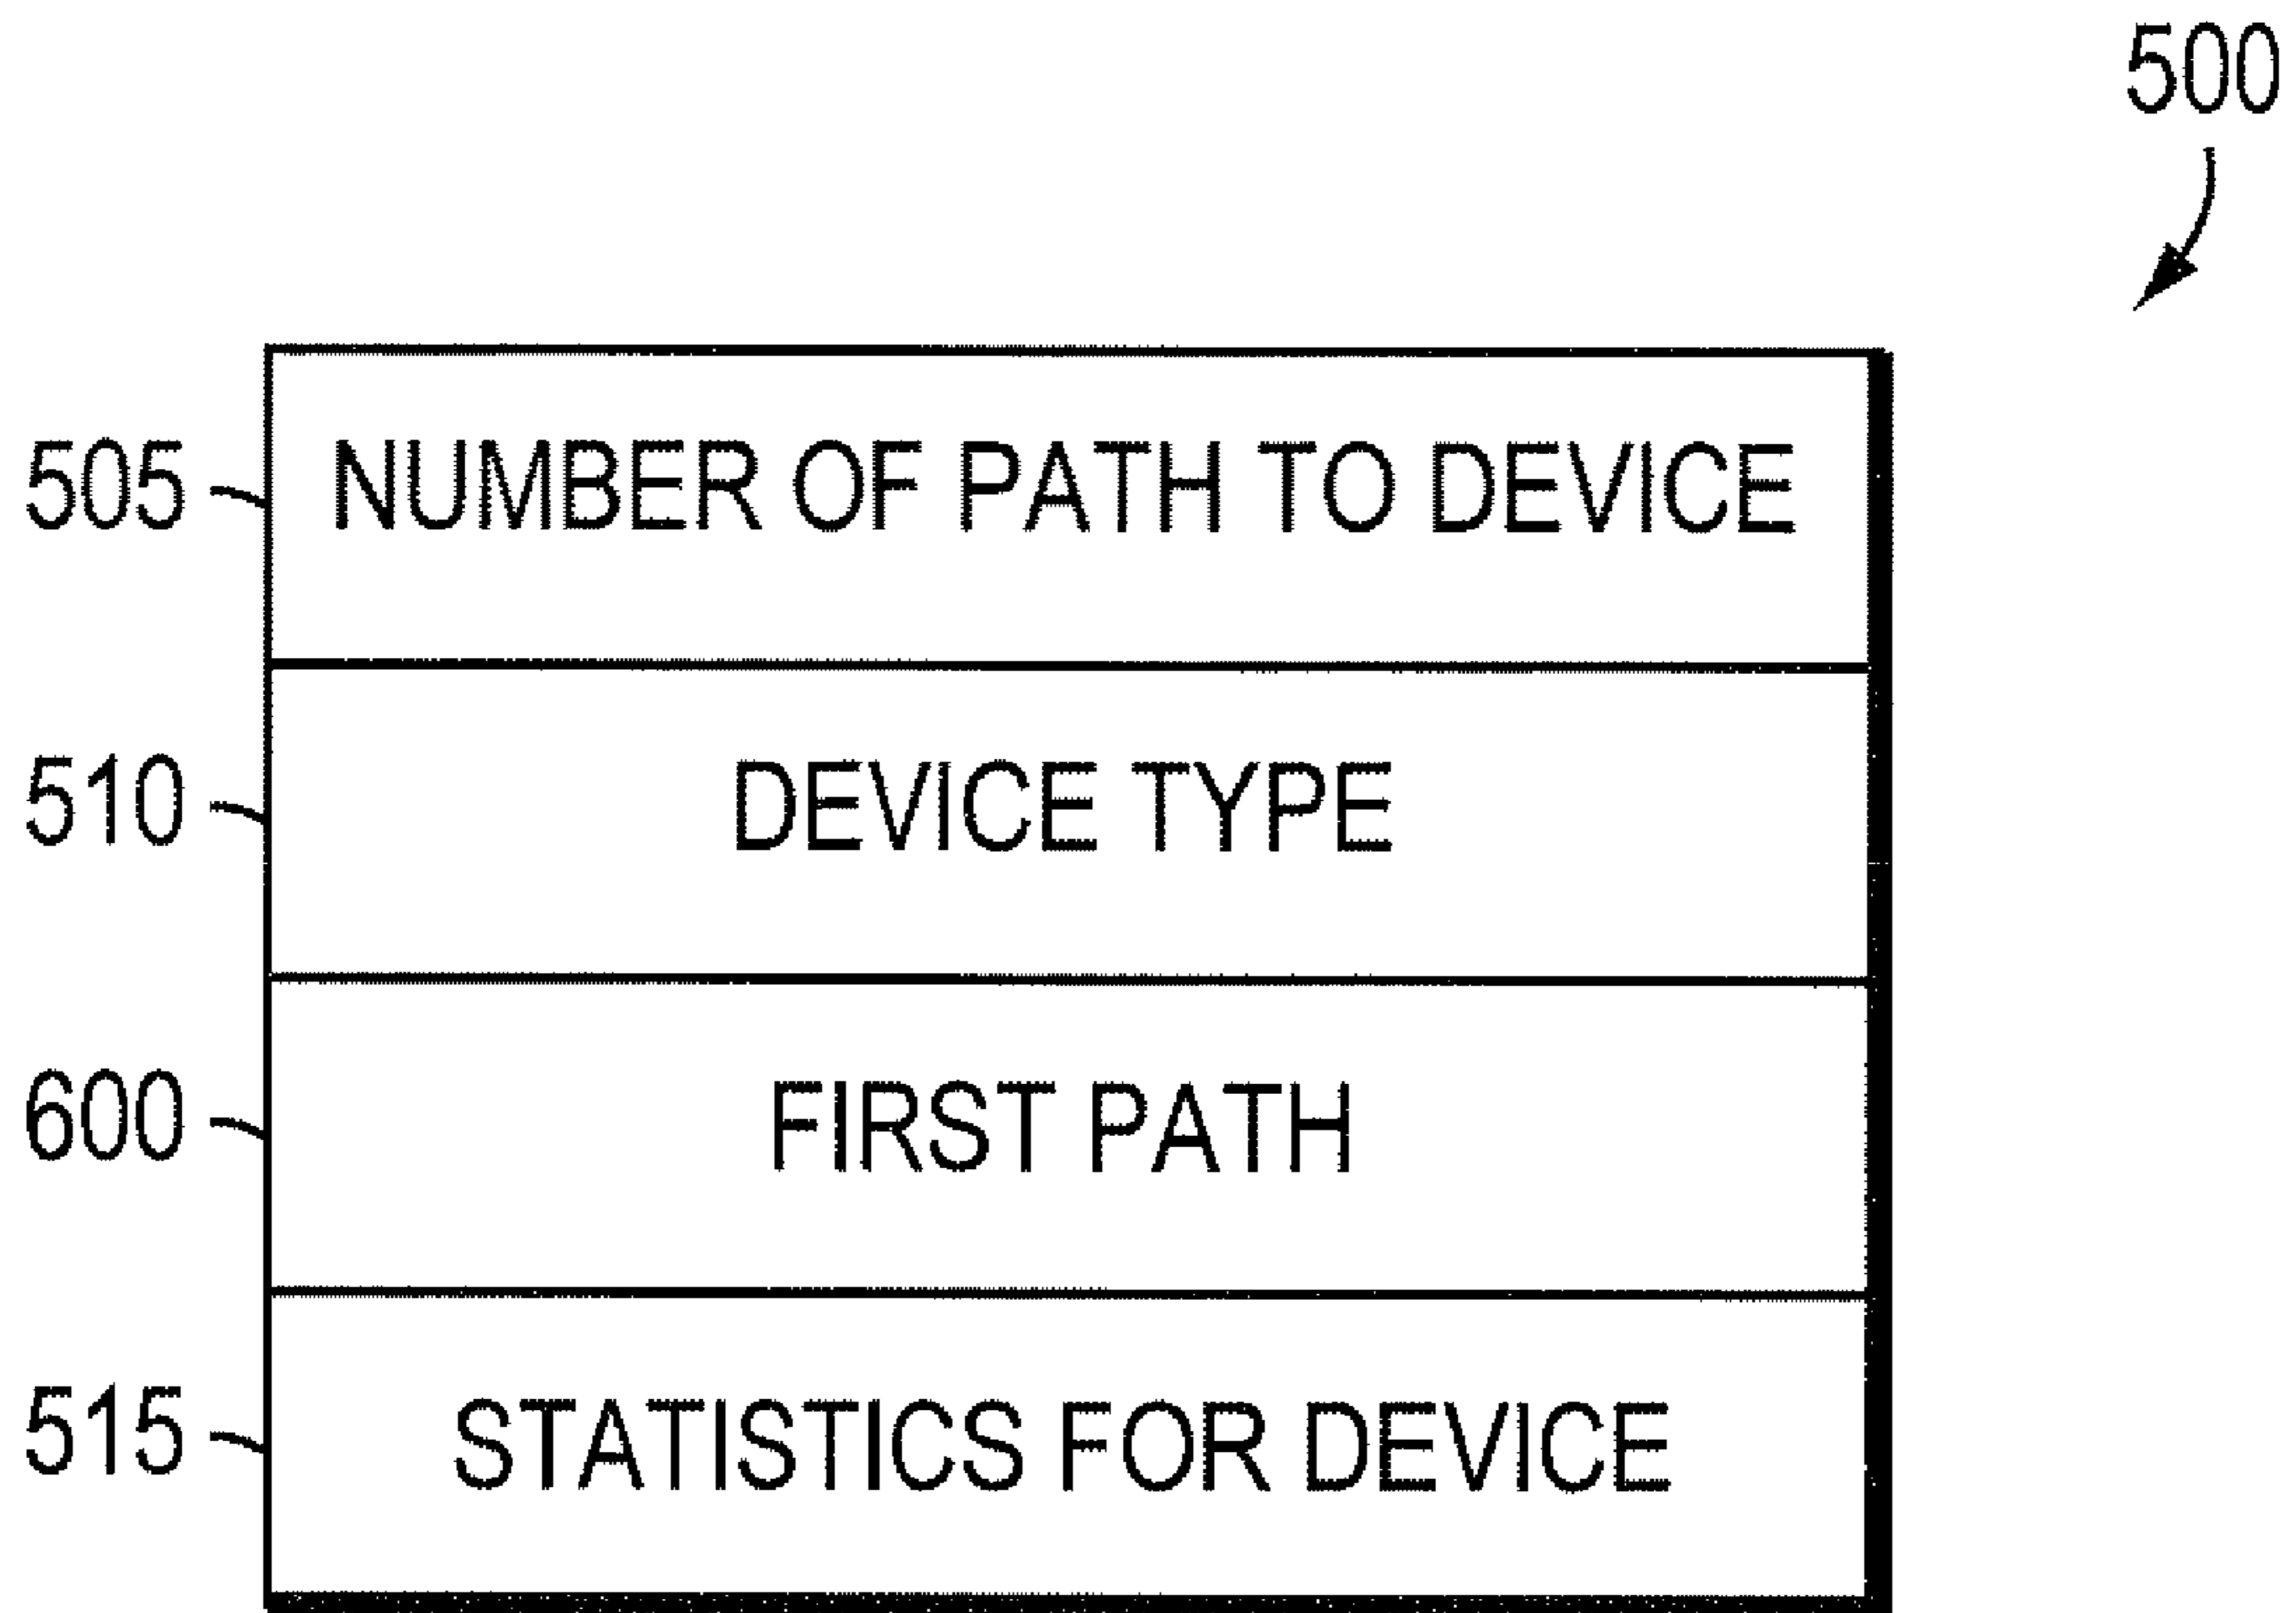 500
505 NUMBER OF PATH TO DEVICE
510 DEVICE TYPE
600 FIRST PATH
515 STATISTICS FOR DEVICE